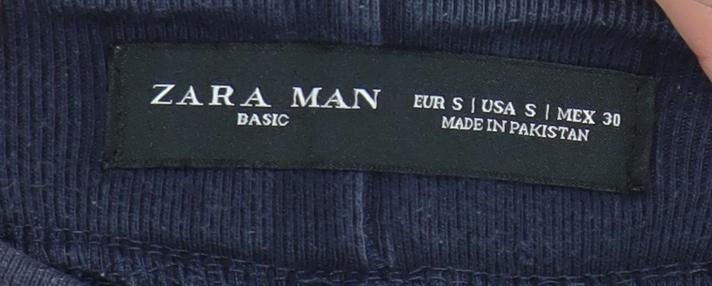 ZARA MAN
BASIC
EUR S | USA S | MEX 30
MADE IN PAKISTAN